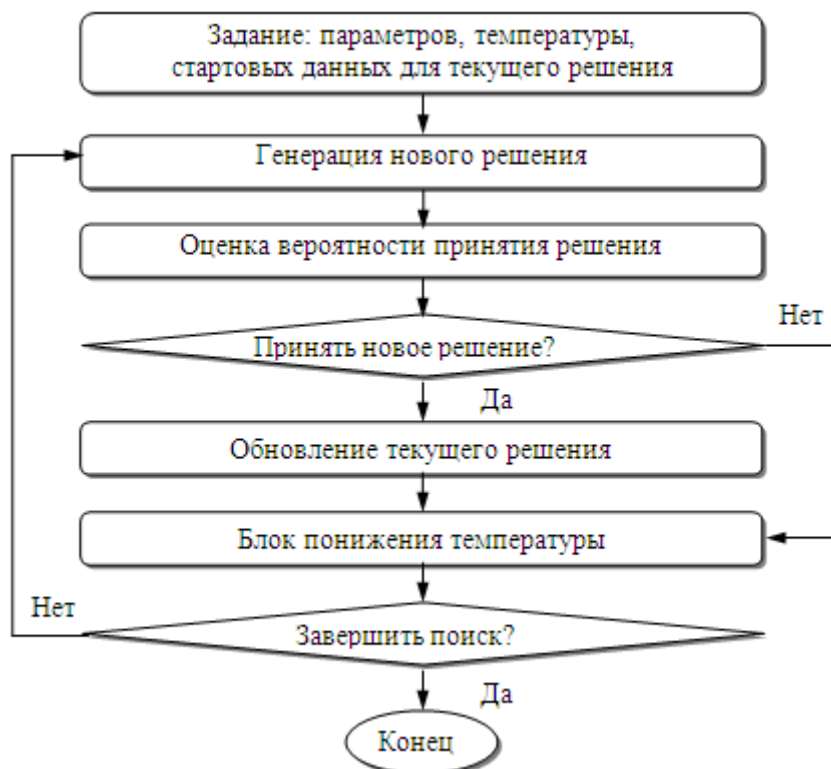 Задание: параметров, температуры,
стартовых данных для текущего решения
Генерация нового решения
Оценка вероятности принятия решения
Принять новое решение?
Нет
Да
Обновление текущего решения
Блок понижения температуры
Нет
Завершить поиск?
Да
Конец